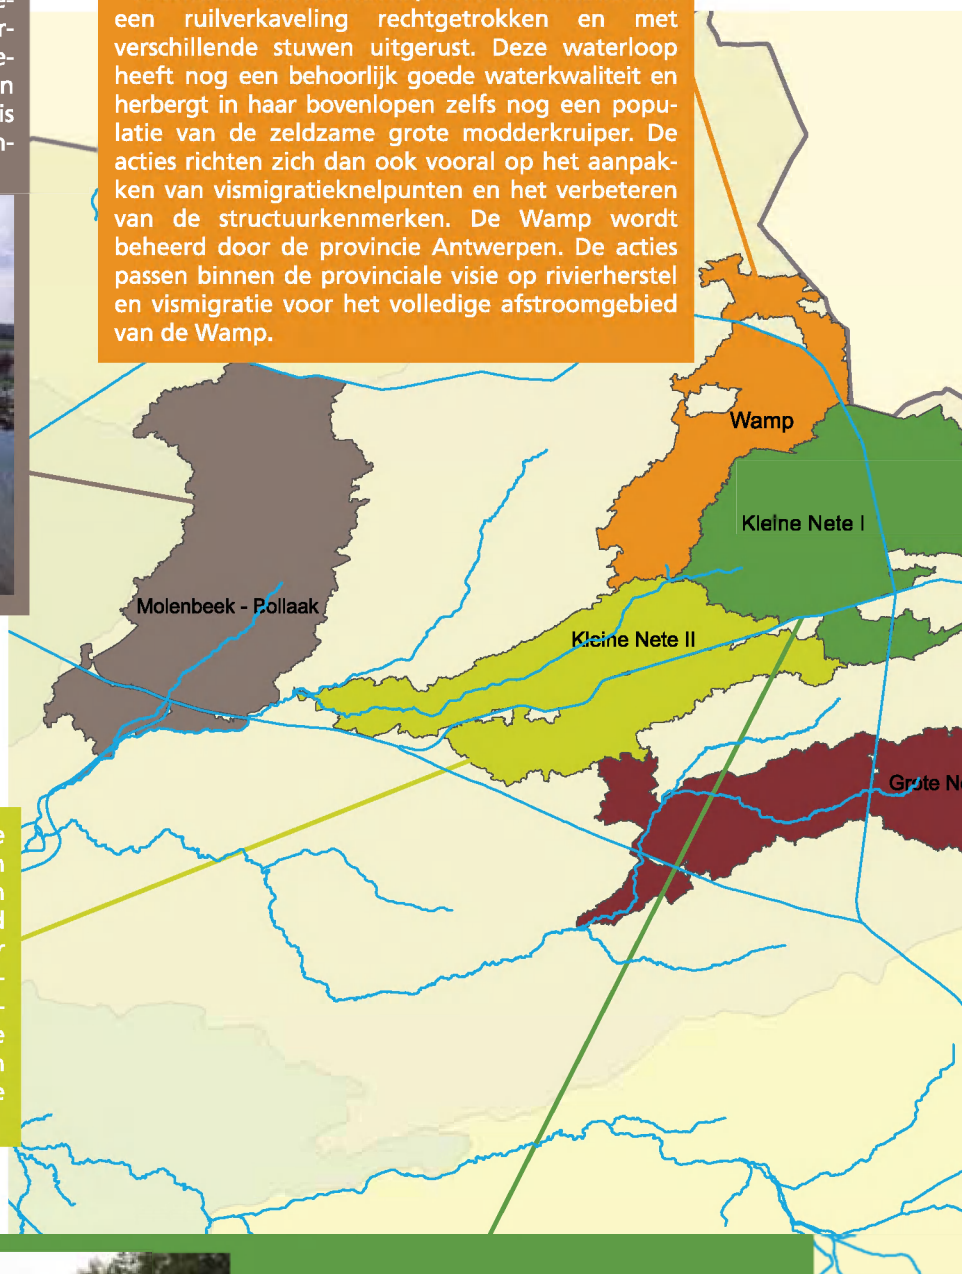 een ruilverkaveling rechtgetrokken en met
verschillende stuwen uitgerust. Deze waterloop
heeft nog een behoorlijk goede waterkwaliteit en
herbergt in haar bovenlopen zelfs nog een popu-
latie van de zeldzame grote modderkruiper. De
acties richten zich dan ook vooral op het aanpak-
ken van vismigratieknelpunten en het verbeteren
van de structuurkenmerken. De Wamp wordt
beheerd door de provincie Antwerpen. De acties
passen binnen de provinciale visie op rivierherstel
en vismigratie voor het volledige afstroomgebied
van de Wamp.
Wamp
Kleine Nete I
Molenbeek - Bollaak
Kleine Nete II
Grote Ne